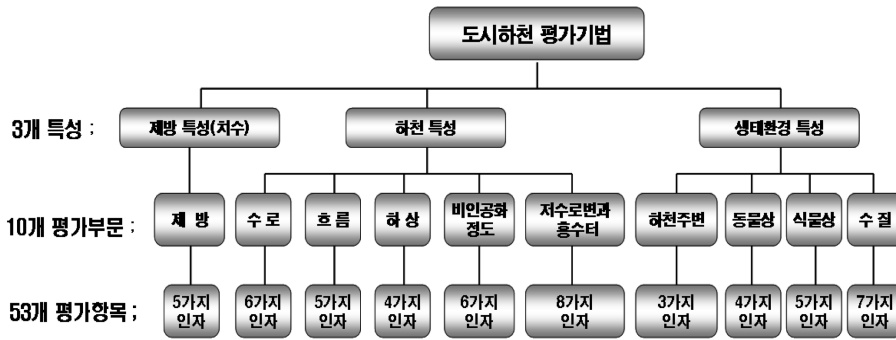 도시하천 평가기법
3개 특성 ;
제방 특성(치수)
하천 특성
생태환경 특성
10개 평가부문 ;
제 방
수 로
흐 름
하 상
비인공화
정도
저수로변과
홍수터
하천주변
동물상
식물상
수 질
53개 평가항목 ;
5가지
인자
6가지
인자
5가지
인자
4가지
인자
6가지
인자
8가지
인자
3가지
인자
4가지
인자
5가지
인자
7가지
인자